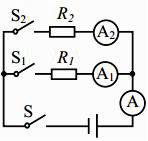 S₂ R₂ A₂
S₁ R₁ A₁
A
S